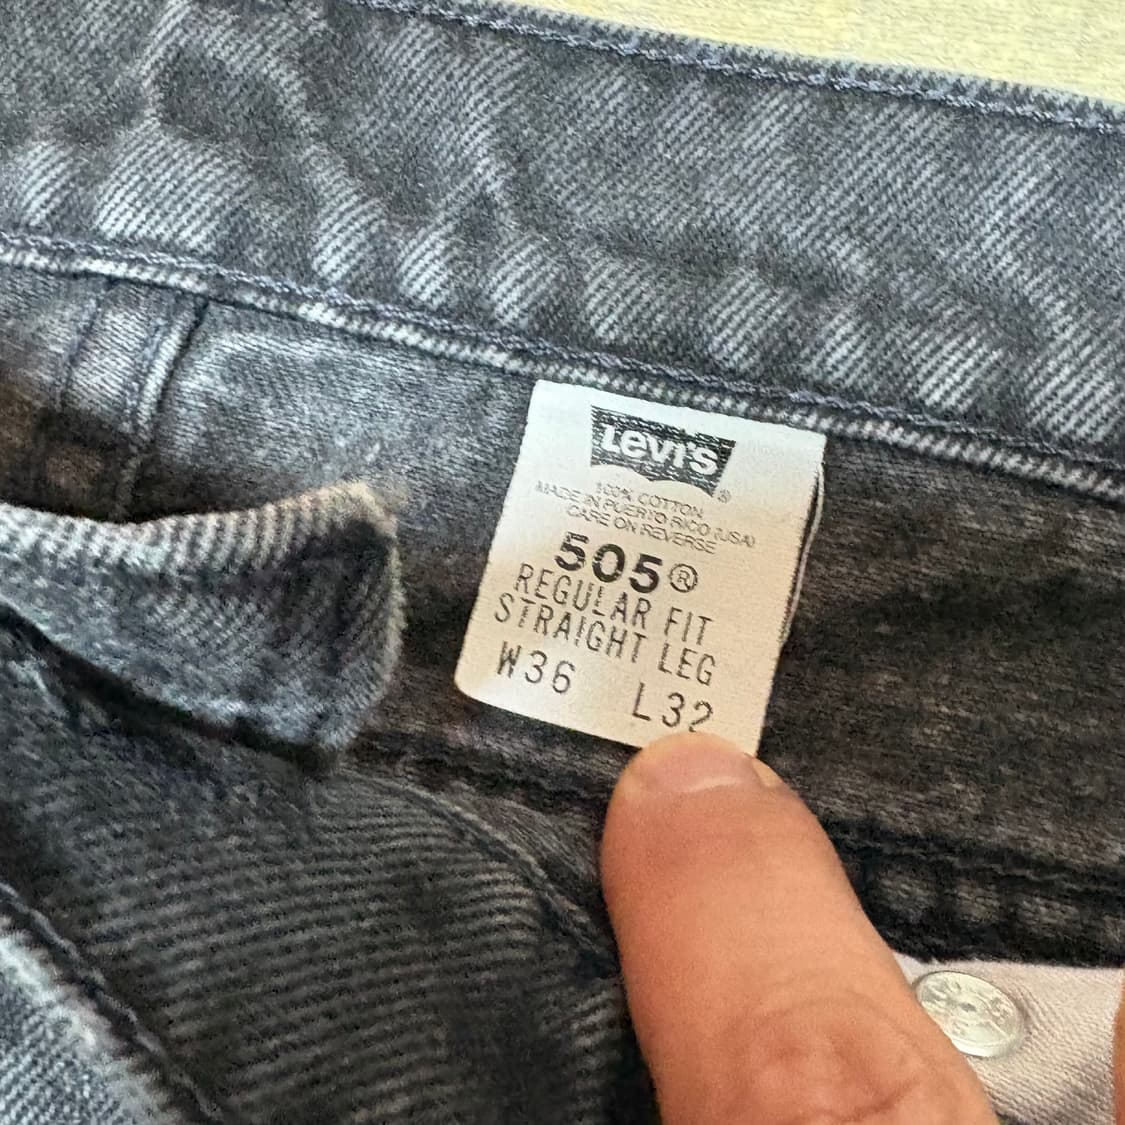 Levi's ®
100% COTTON
MADE IN PUERTO RICO (USA)
CARE ON REVERSE
505®
REGULAR FIT
STRAIGHT LEG
W36 L32